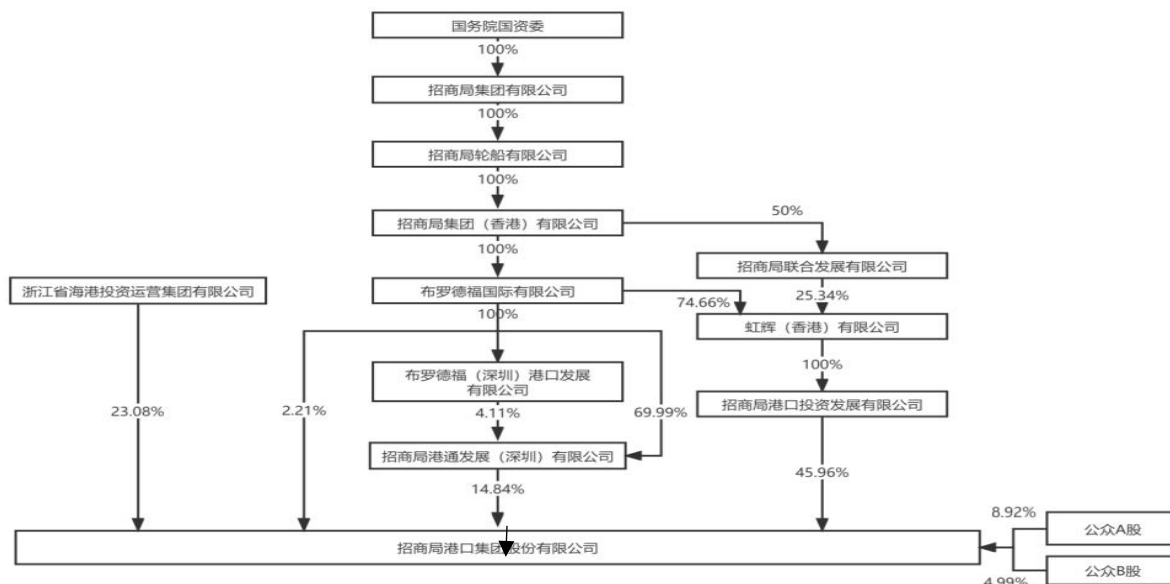 国务院国资委
100%
招商局集团有限公司
100%
招商局轮船有限公司
100%
招商局集团（香港）有限公司
50%
100%
招商局联合发展有限公司
浙江省海港投资运营集团有限公司
布罗德福国际有限公司
74.66%
25.34%
100%
虹辉（香港）有限公司
100%
布罗德福（深圳）港口发展
有限公司
招商局港口投资发展有限公司
23.08%
2.21%
4.11%
69.99%
招商局港通发展（深圳）有限公司
45.96%
14.84%
8.92%
公众A股
招商局港口集团股份有限公司
公众B股
4.99%